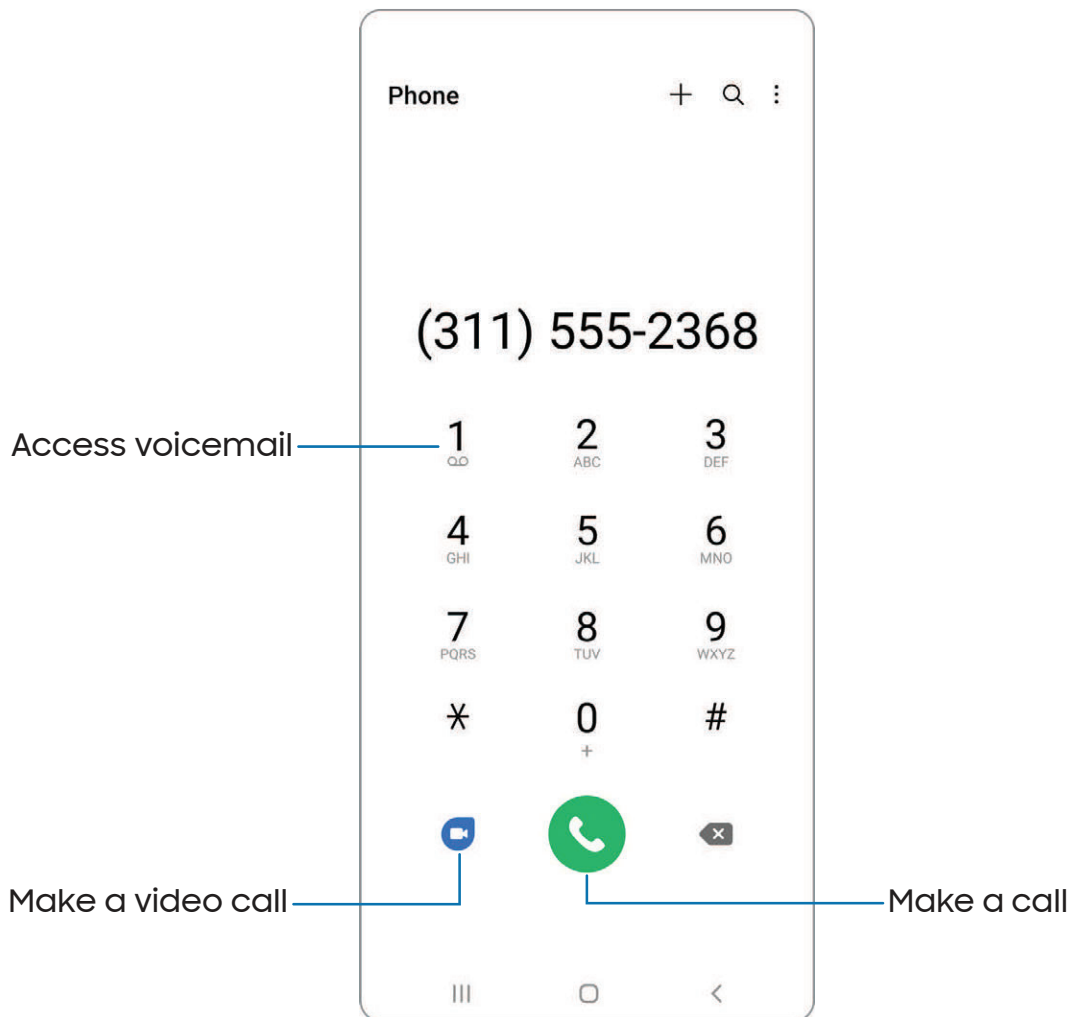 Phone
(311) 555-2368
Access voicemail
1 2 3
ABC DEF
4 5 6
GHI JKL MNO
7 8 9
PQRS TUV WXYZ
* 0 #
+
Make a video call
Make a call